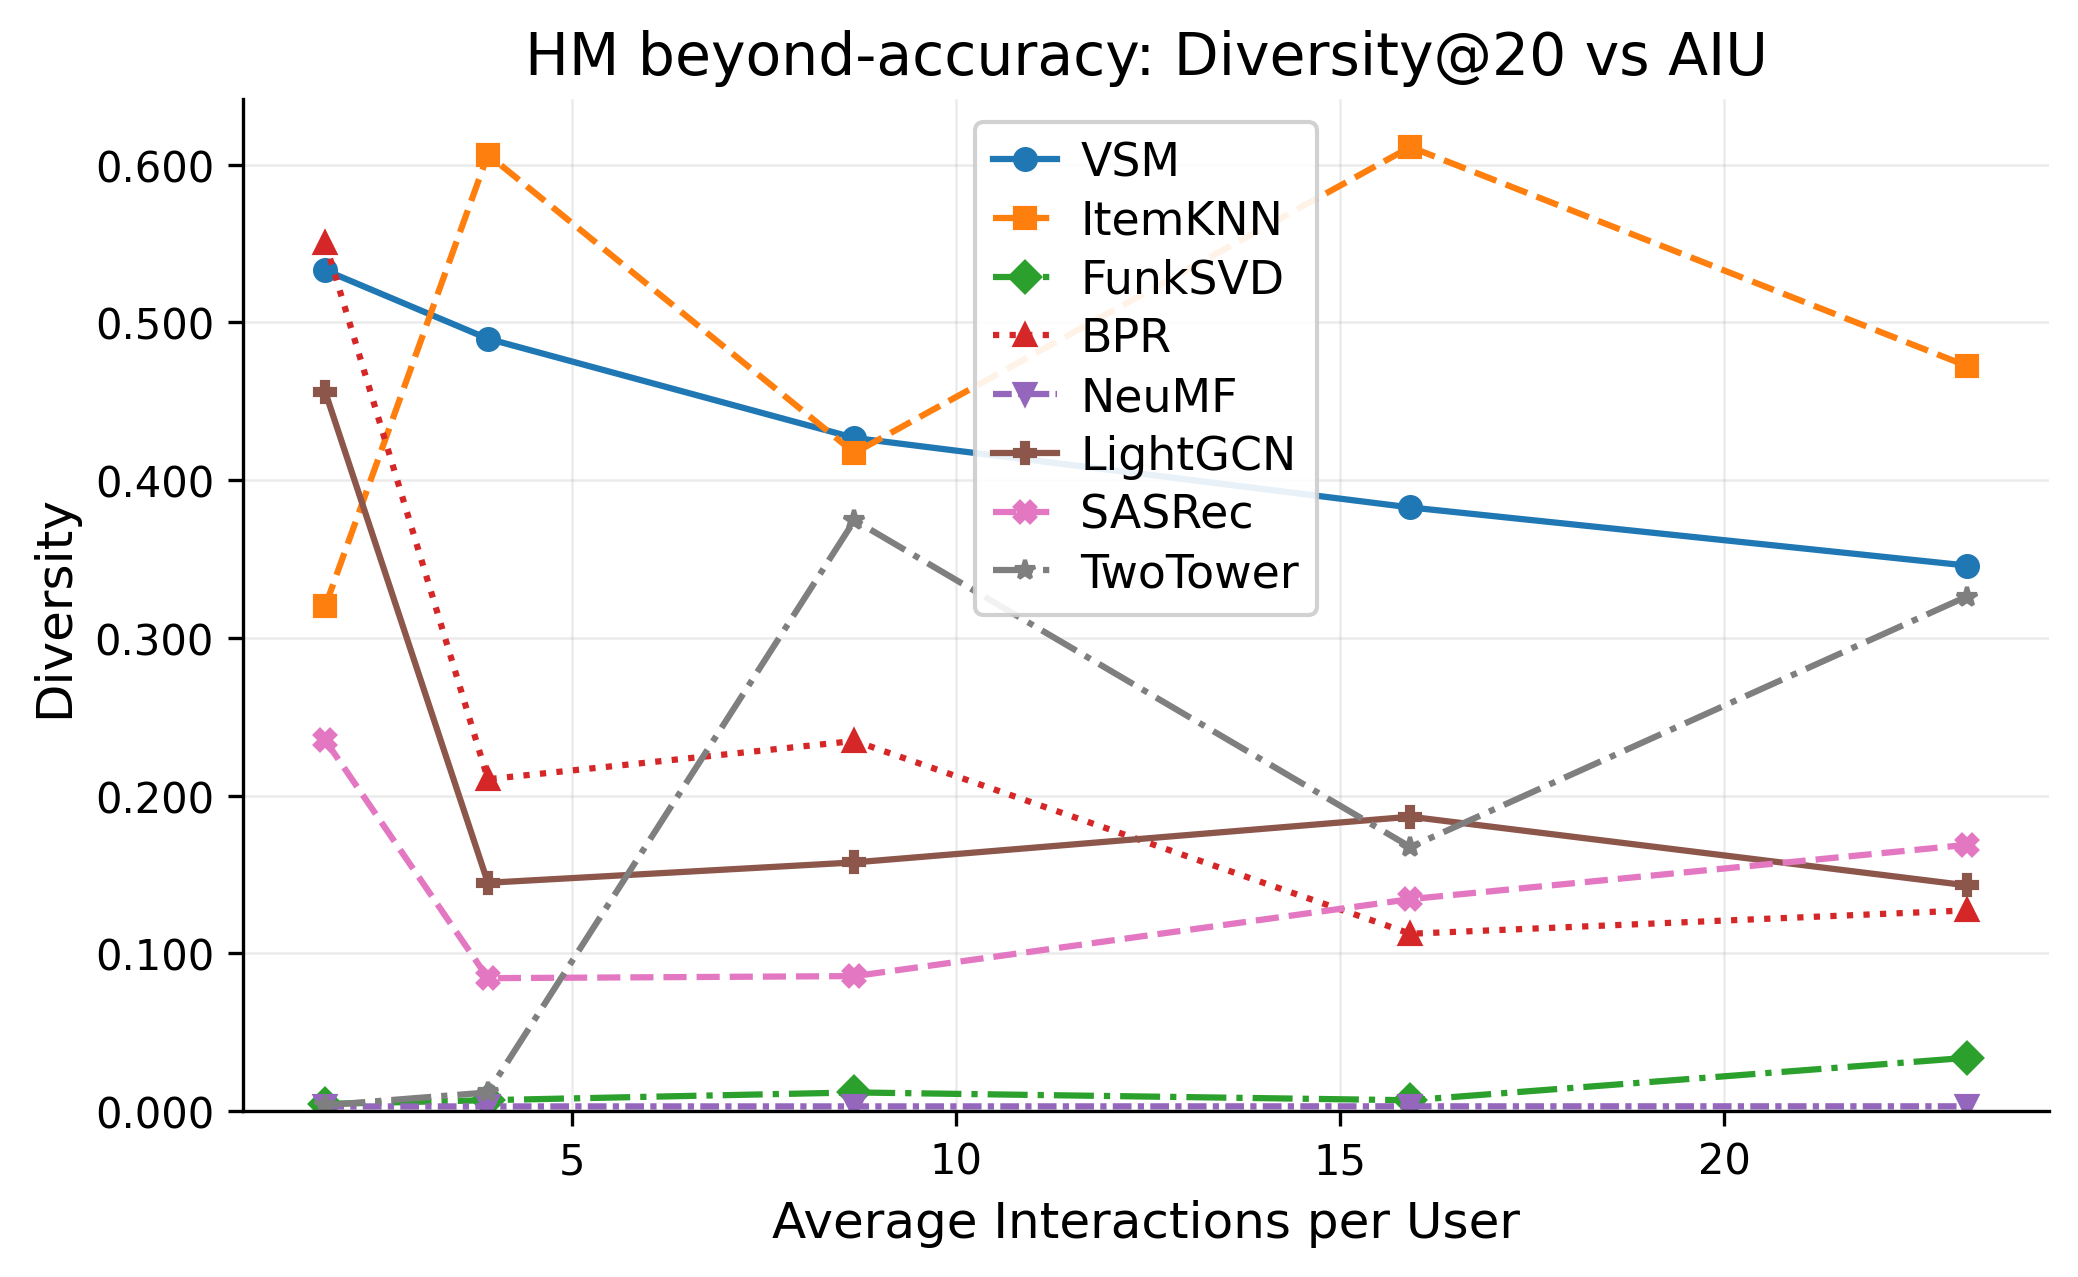 HM beyond-accuracy: Diversity@20 vs AIU
VSM
ItemKNN
FunkSVD
BPR
NeuMF
LightGCN
SASRec
TwoTower
0.600
0.500
0.400
0.300
0.200
0.100
0.000
Diversity
5
10
15
20
Average Interactions per User